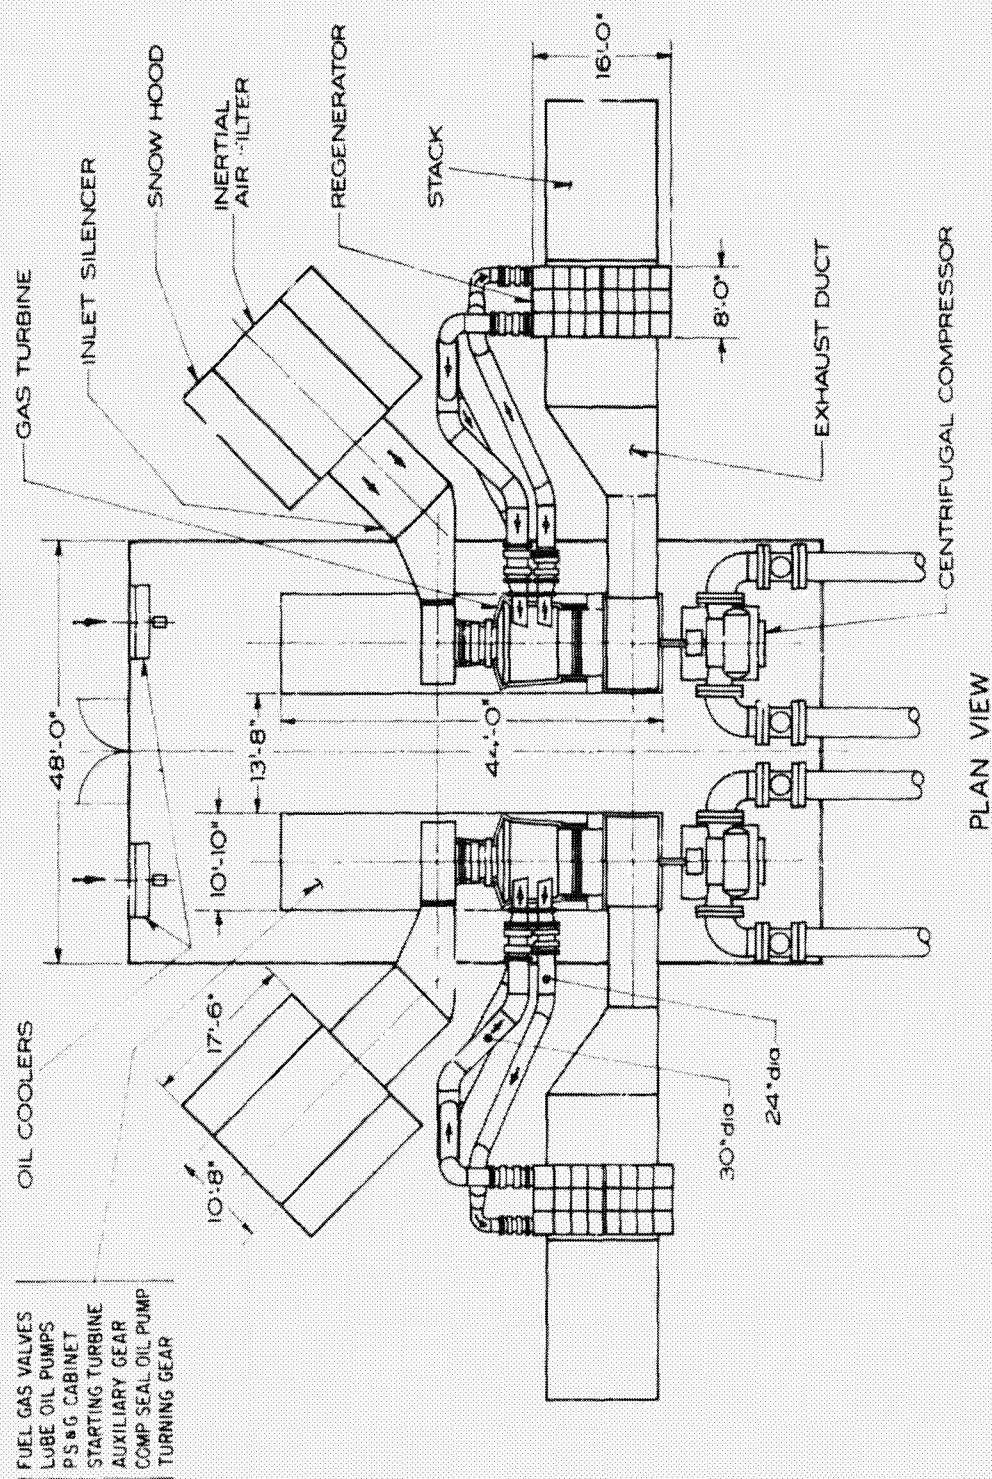 FUEL GAS VALVES
LUBE OIL PUMPS
PS&G CABINET
STARTING TURBINE
AUXILIARY GEAR
COMP SEAL OIL PUMP
TURNING GEAR
OIL COOLERS
GAS TURBINE
INLET SILENCER
SNOW HOOD
INERTIAL
AIR FILTER
REGENERATOR
STACK
48'-0"
16'-0"
17'-6"
10'-8"
10'-10"
13'-8"
44'-0"
8'-0"
30" dia
24" dia
EXHAUST DUCT
CENTRIFUGAL COMPRESSOR
PLAN VIEW